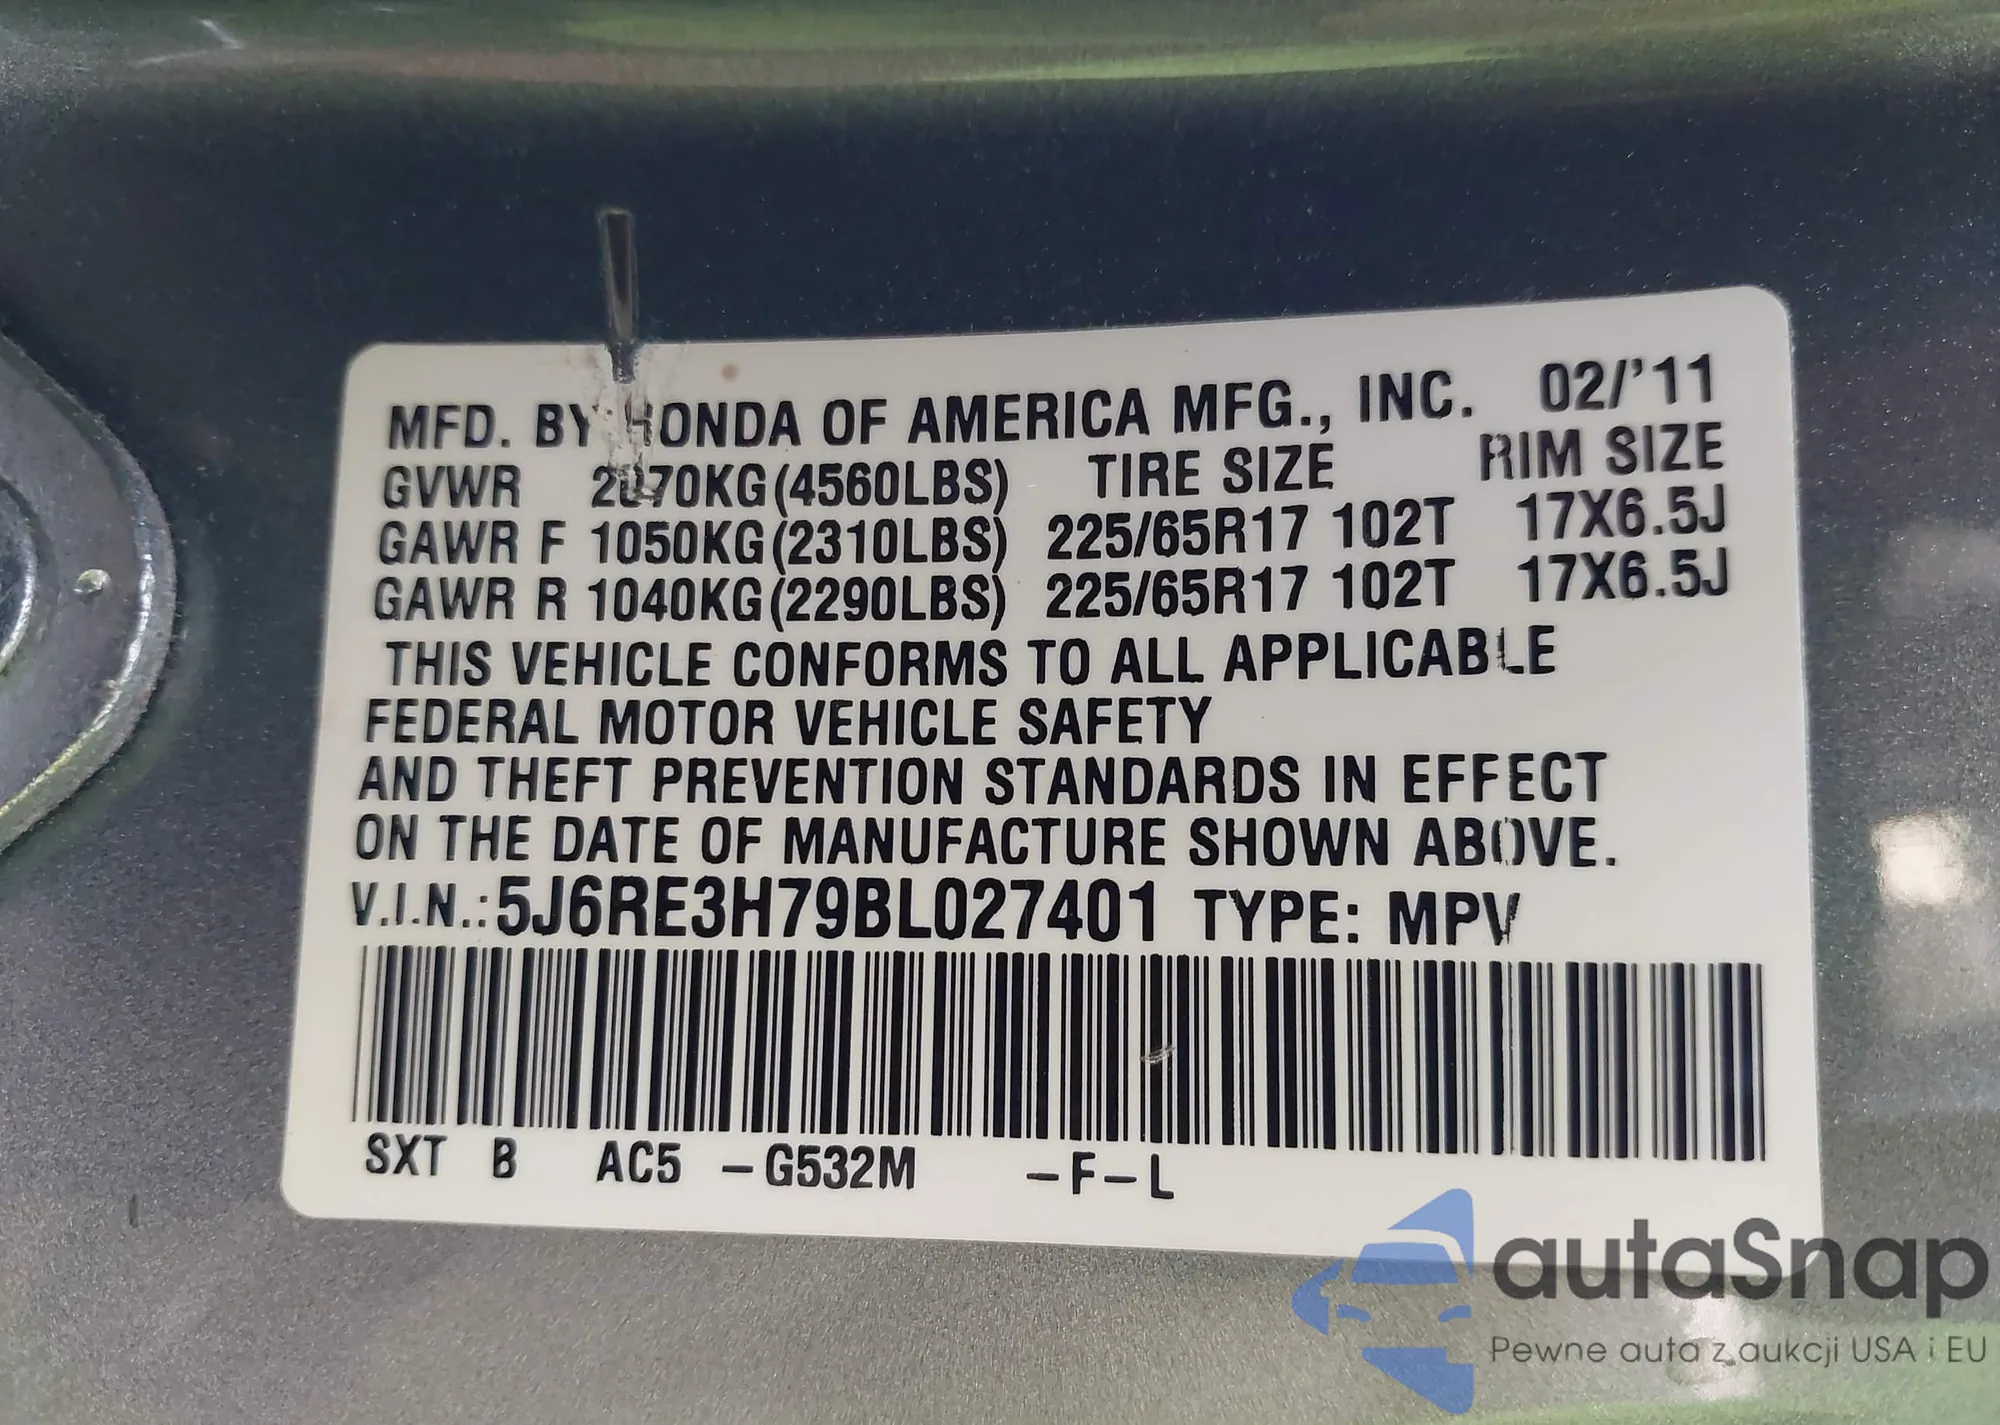 MFD. BY HONDA OF AMERICA MFG., INC. 02/'11
GVWR 2070KG(4560LBS) TIRE SIZE RIM SIZE
GAWR F 1050KG(2310LBS) 225/65R17 102T 17X6.5J
GAWR R 1040KG(2290LBS) 225/65R17 102T 17X6.5J
THIS VEHICLE CONFORMS TO ALL APPLICABLE
FEDERAL MOTOR VEHICLE SAFETY
AND THEFT PREVENTION STANDARDS IN EFFECT
ON THE DATE OF MANUFACTURE SHOWN ABOVE.
V.I.N.:5J6RE3H79BL027401 TYPE: MPV
SXT B AC5 -G532M -F-L
autaSnap
Pewne auta z aukcji USA i EU